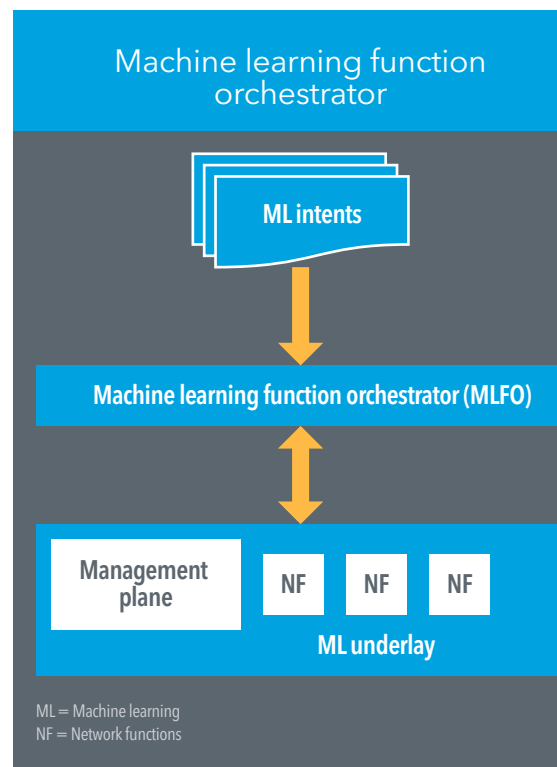 Machine learning function
orchestrator
ML intents
Machine learning function orchestrator (MLFO)
Management
plane
NF
NF
NF
ML underlay
ML = Machine learning
NF = Network functions